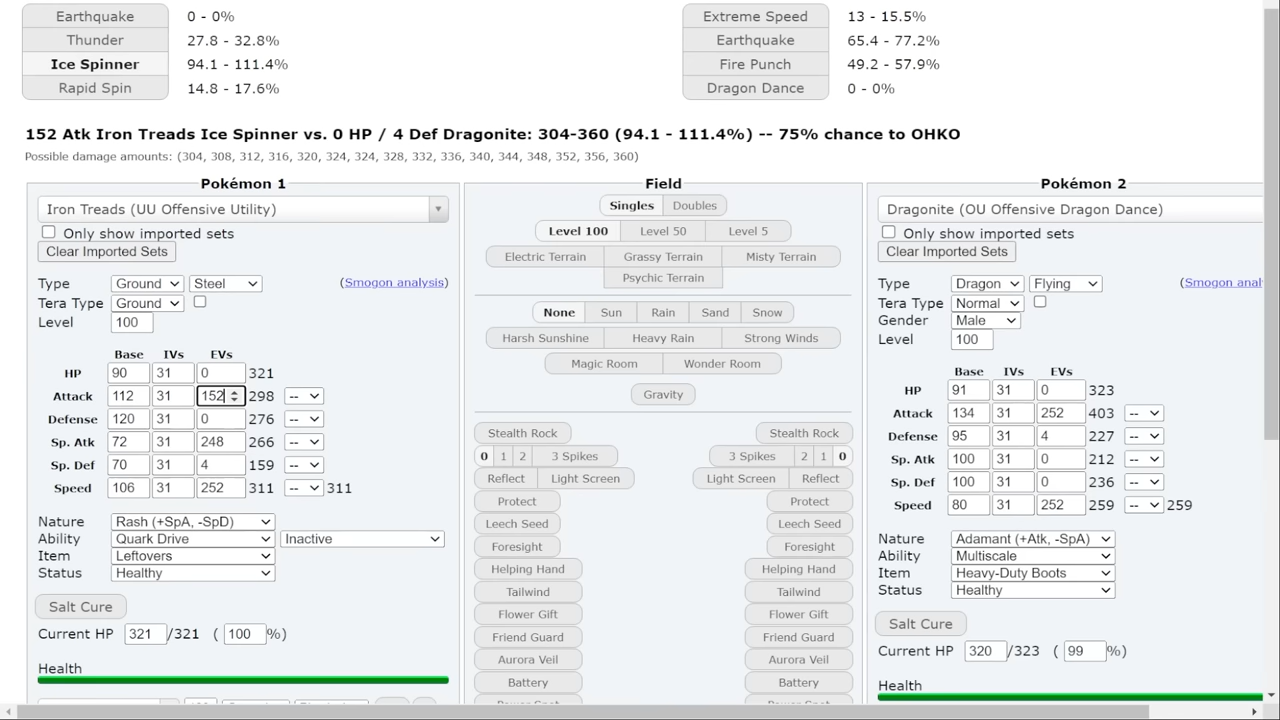 Earthquake 0 - 0% Extreme Speed 13 - 15.5%
Thunder 27.8 - 32.8% Earthquake 65.4 - 77.2%
Ice Spinner 94.1 - 111.4% Fire Punch 49.2 - 57.9%
Rapid Spin 14.8 - 17.6% Dragon Dance 0 - 0%
152 Atk Iron Treads Ice Spinner vs. 0 HP / 4 Def Dragonite: 304-360 (94.1 - 111.4%) -- 75% chance to OHKO
Possible damage amounts: (304, 308, 312, 316, 320, 324, 324, 328, 332, 336, 340, 344, 348, 352, 356, 360)
Pokémon 1
Iron Treads (UU Offensive Utility)
Only show imported sets
Clear Imported Sets
Type Ground Steel (Smogon analysis)
Tera Type Ground
Level 100
Base IVs EVs
HP 90 31 0 321
Attack 112 31 152 298 --
Defense 120 31 0 276 --
Sp. Atk 72 31 248 266 --
Sp. Def 70 31 4 159 --
Speed 106 31 252 311 -- 311
Nature Rash (+SpA, -SpD)
Ability Quark Drive Inactive
Item Leftovers
Status Healthy
Salt Cure
Current HP 321 /321 ( 100 %)
Health
Field
Singles Doubles
Level 100 Level 50 Level 5
Electric Terrain Grassy Terrain Misty Terrain
Psychic Terrain
None Sun Rain Sand Snow
Harsh Sunshine Heavy Rain Strong Winds
Magic Room Wonder Room
Gravity
Stealth Rock Stealth Rock
0 1 2 3 Spikes 3 Spikes 2 1 0
Reflect Light Screen Light Screen Reflect
Protect Protect
Leech Seed Leech Seed
Foresight Foresight
Helping Hand Helping Hand
Tailwind Tailwind
Flower Gift Flower Gift
Friend Guard Friend Guard
Aurora Veil Aurora Veil
Battery Battery
Pokémon 2
Dragonite (OU Offensive Dragon Dance)
Only show imported sets
Clear Imported Sets
Type Dragon Flying (Smogon anal
Tera Type Normal
Gender Male
Level 100
Base IVs EVs
HP 91 31 0 323
Attack 134 31 252 403 --
Defense 95 31 4 227 --
Sp. Atk 100 31 0 212 --
Sp. Def 100 31 0 236 --
Speed 80 31 252 259 -- 259
Nature Adamant (+Atk, -SpA)
Ability Multiscale
Item Heavy-Duty Boots
Status Healthy
Salt Cure
Current HP 320 /323 ( 99 %)
Health